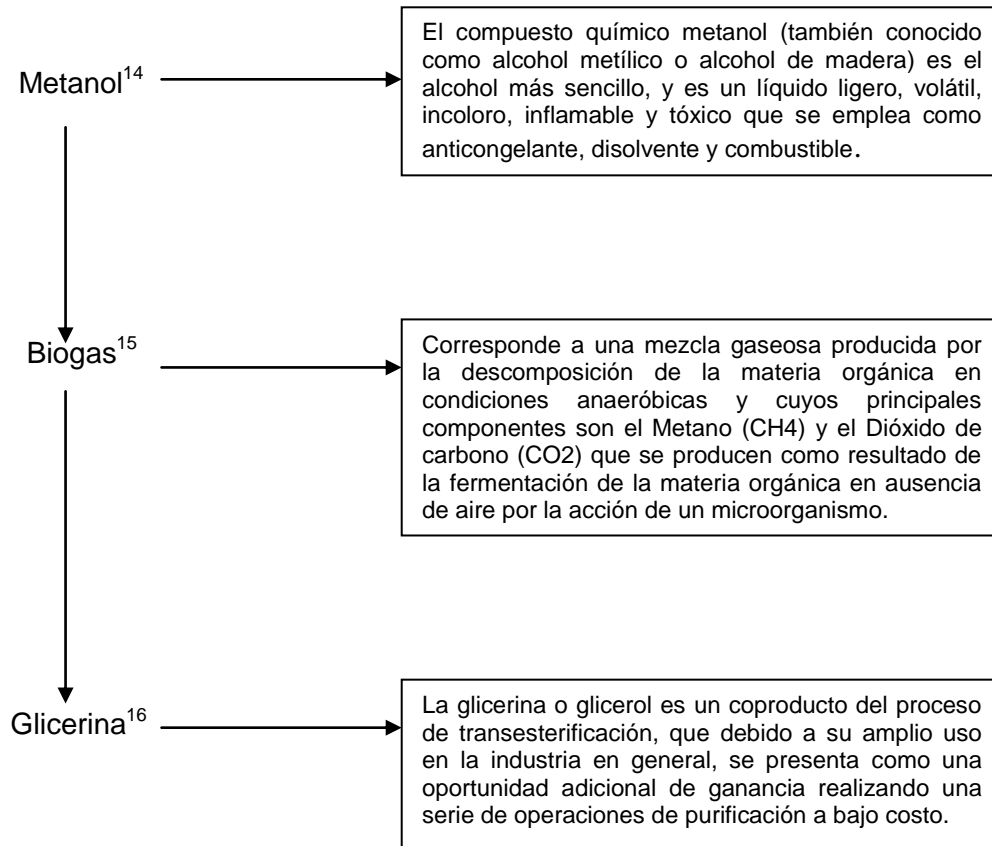 El compuesto químico metanol (también conocido
como alcohol metílico o alcohol de madera) es el
alcohol más sencillo, y es un líquido ligero, volátil,
incoloro, inflamable y tóxico que se emplea como
anticongelante, disolvente y combustible.
Metanol14
Biogas15
Corresponde a una mezcla gaseosa producida por
la descomposición de la materia orgánica en
condiciones anaeróbicas y cuyos principales
componentes son el Metano (CH4) y el Dióxido de
carbono (CO2) que se producen como resultado de
la fermentación de la materia orgánica en ausencia
de aire por la acción de un microorganismo.
Glicerina16
La glicerina o glicerol es un coproducto del proceso
de transesterificación, que debido a su amplio uso
en la industria en general, se presenta como una
oportunidad adicional de ganancia realizando una
serie de operaciones de purificación a bajo costo.